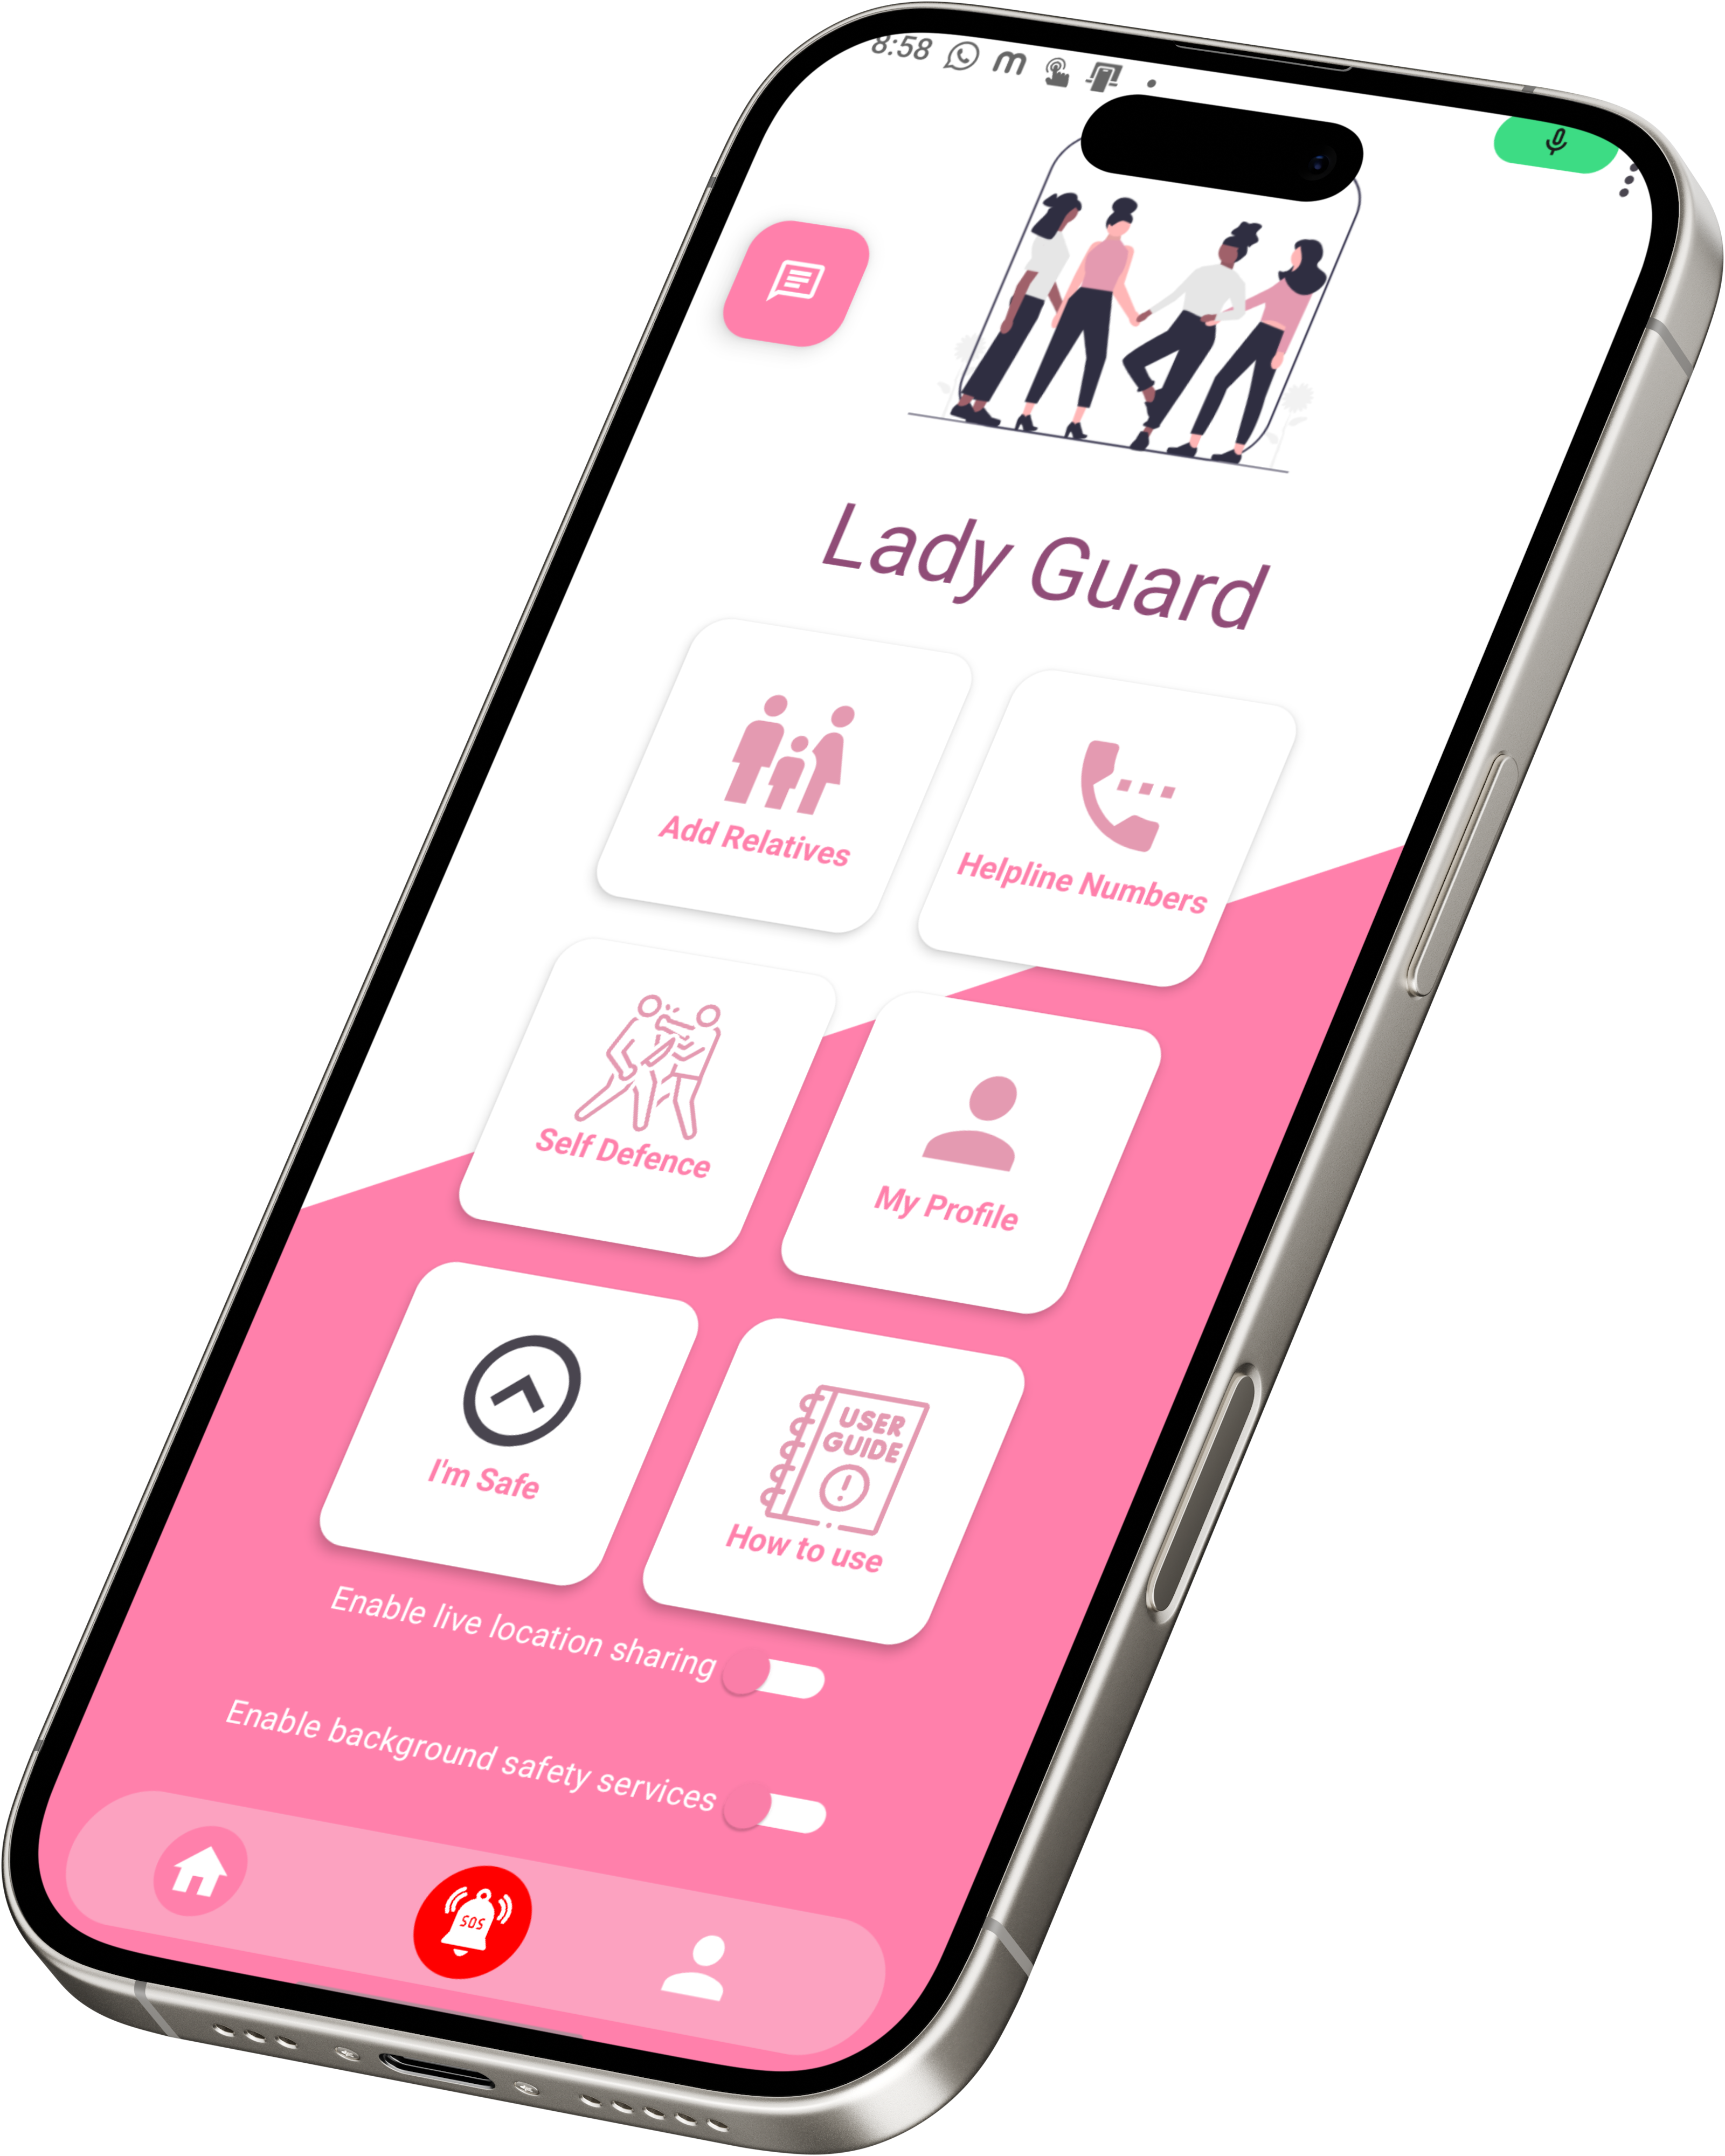 8:58
Lady Guard
Add Relatives
Helpline Numbers
Self Defence
My Profile
I'm Safe
USER
GUIDE
How to use
Enable live location sharing
Enable background safety services
SOS